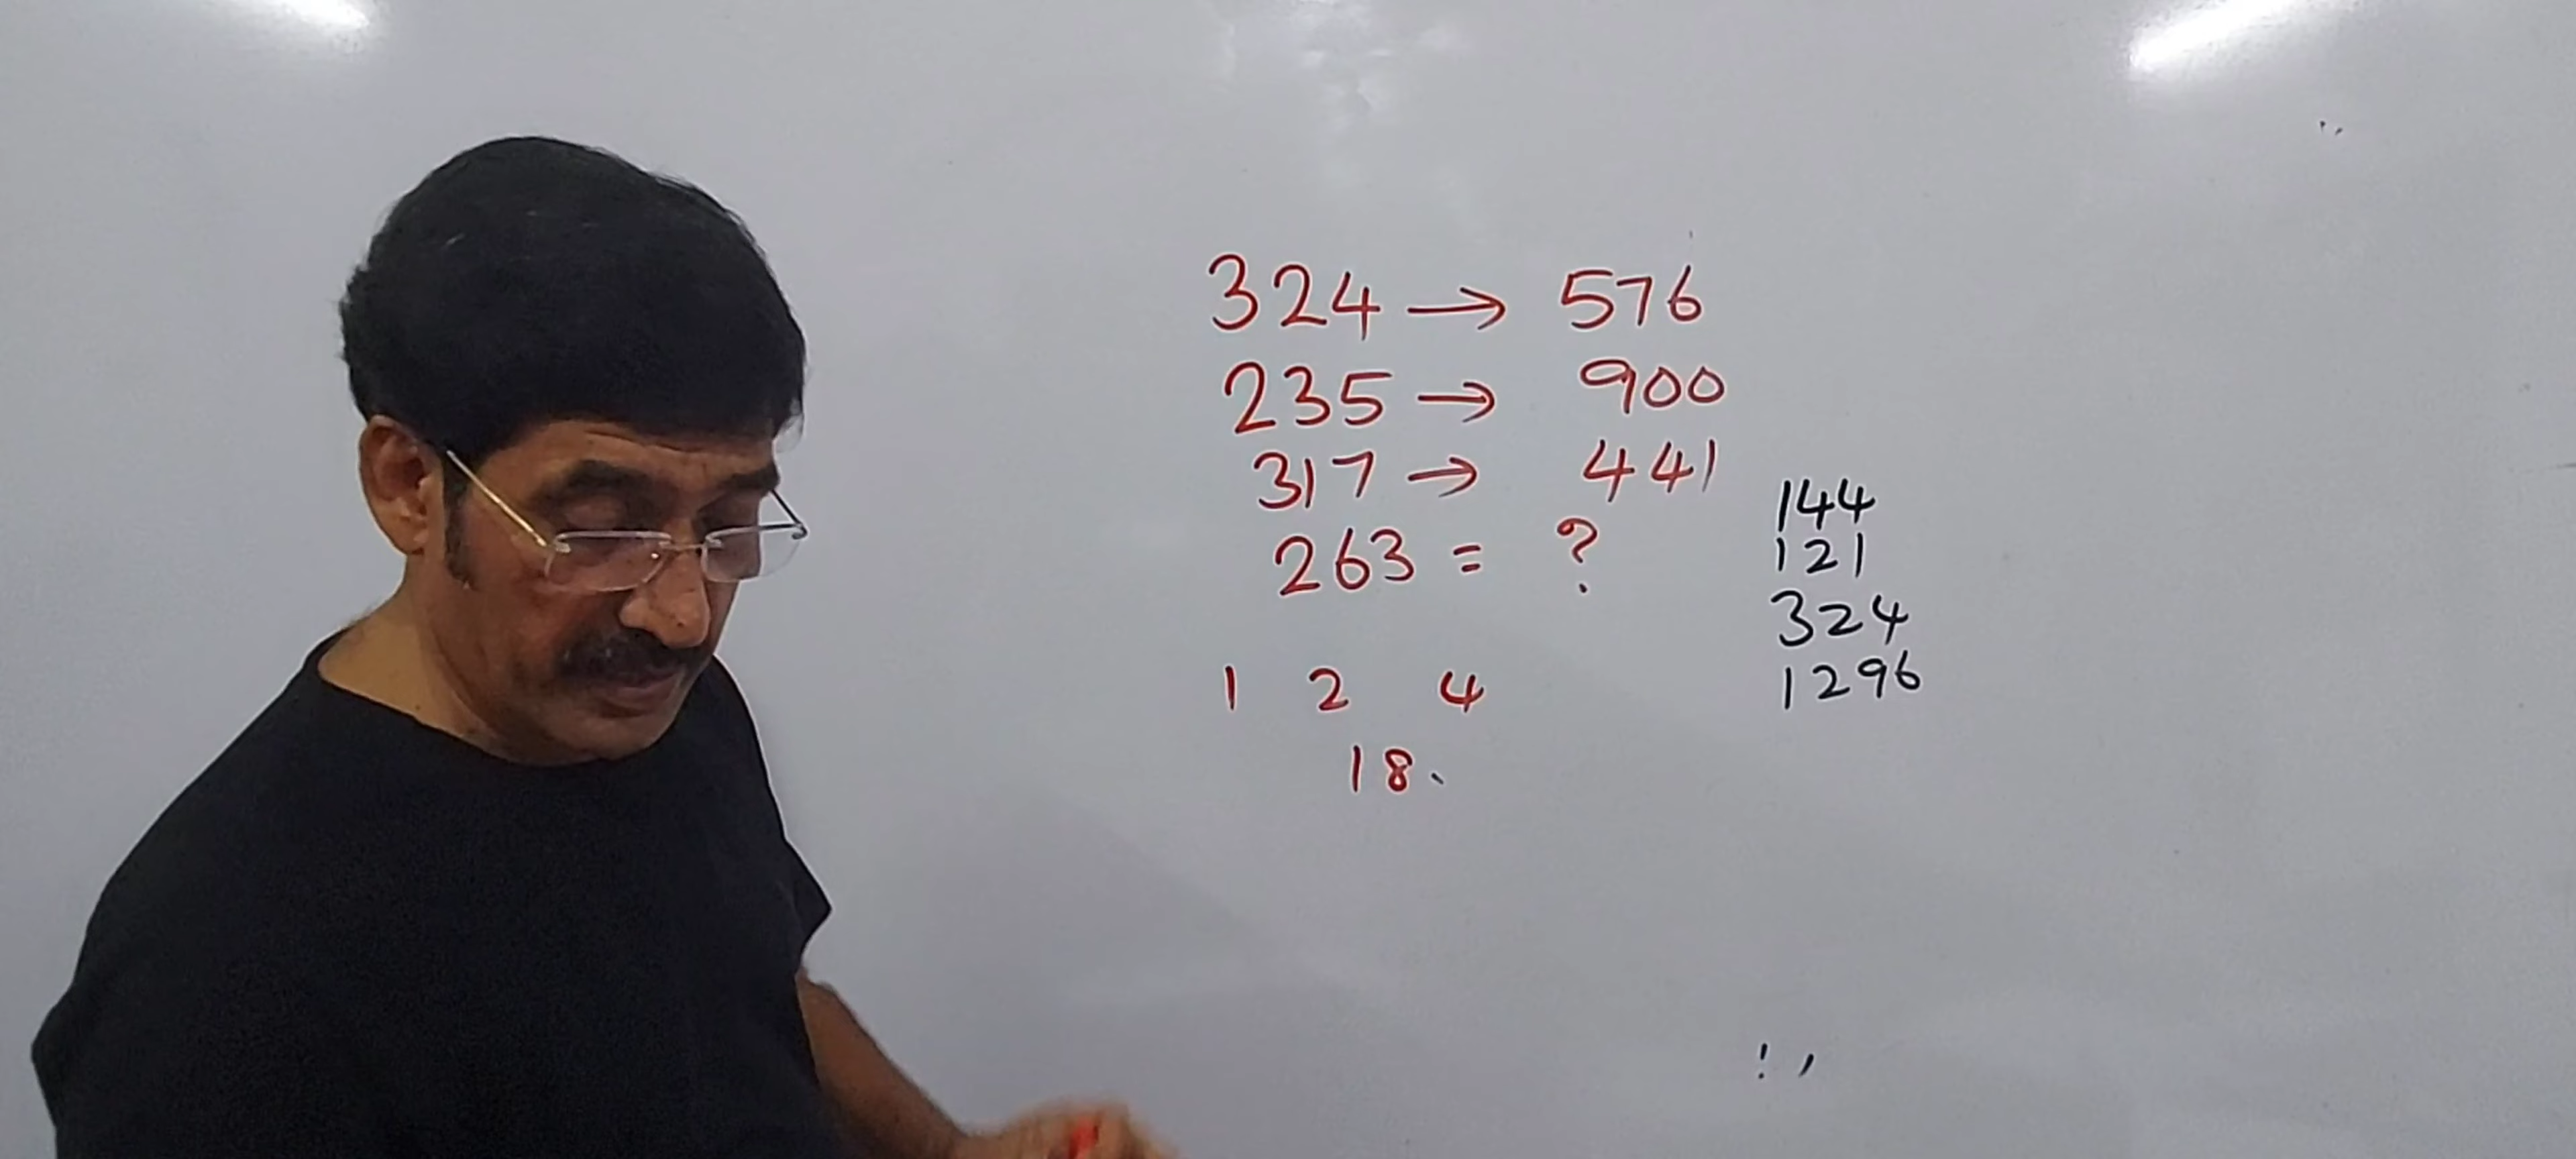 324 → 576
235 → 900
317 → 441
263 = ?
144
121
324
1296
1 2 4
18.